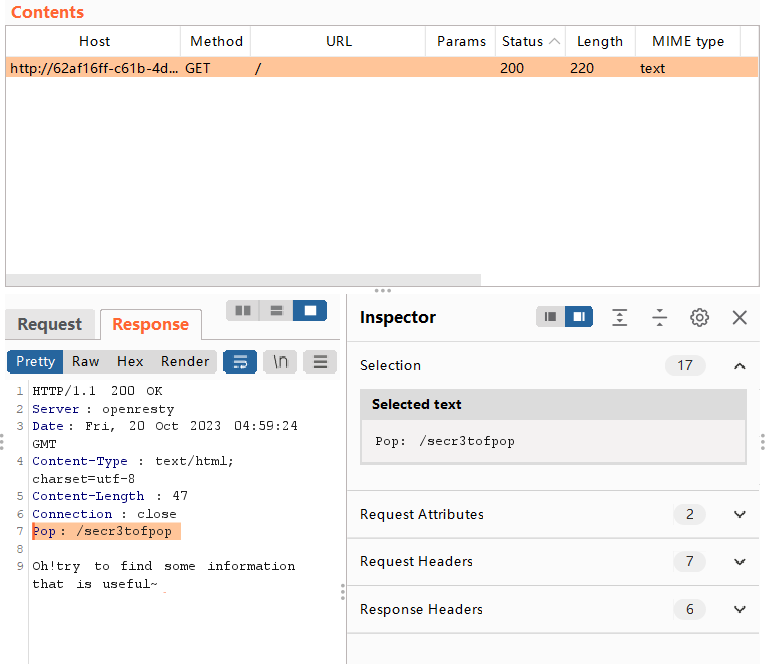 Contents
Host Method URL Params Status Length MIME type
http://62af16ff-c61b-4d... GET / 200 220 text
Request Response
Pretty Raw Hex Render \n
1 HTTP/1.1 200 OK
2 Server : openresty
3 Date : Fri, 20 Oct 2023 04:59:24
GMT
4 Content-Type : text/html;
charset=utf-8
5 Content-Length : 47
6 Connection : close
7 Pop : /secr3tofpop
8
9 Oh!try to find some information
that is useful~
Inspector
Selection 17
Selected text
Pop: /secr3tofpop
Request Attributes 2
Request Headers 7
Response Headers 6